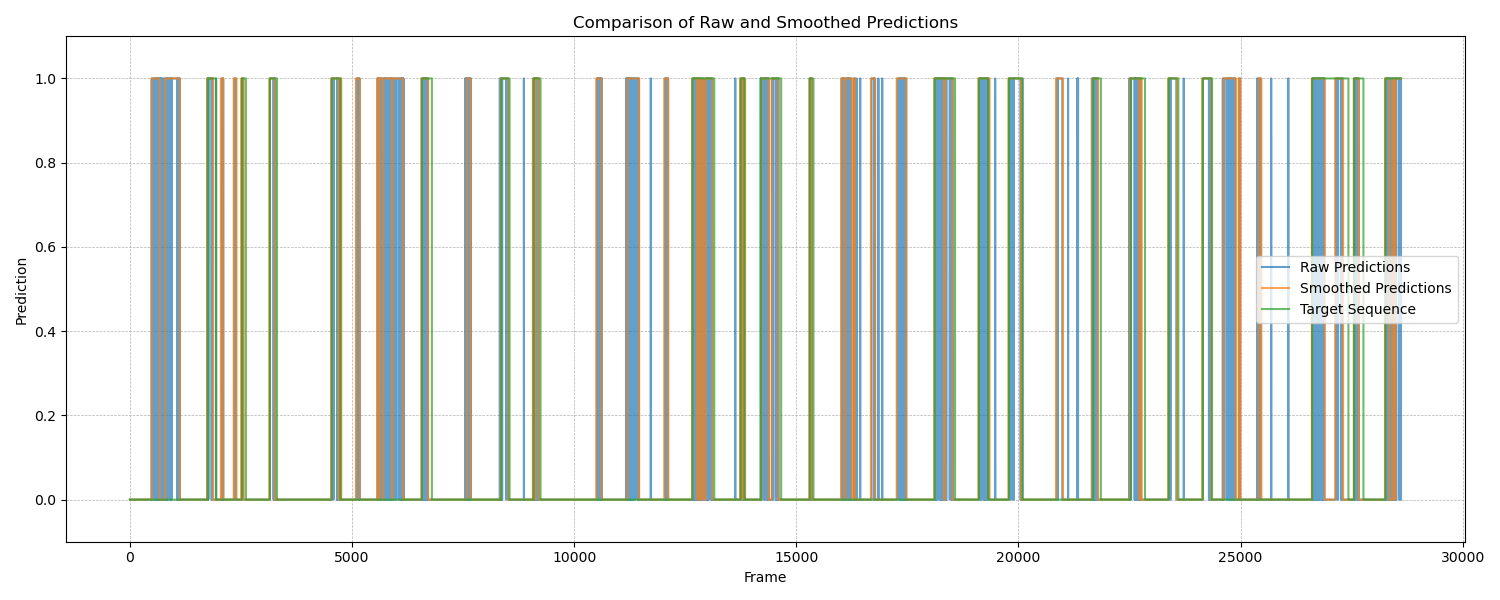 Comparison of Raw and Smoothed Predictions
1.0
0.8
0.6
0.4
0.2
0.0
Prediction
Raw Predictions
Smoothed Predictions
Target Sequence
0 5000 10000 15000 20000 25000 30000
Frame